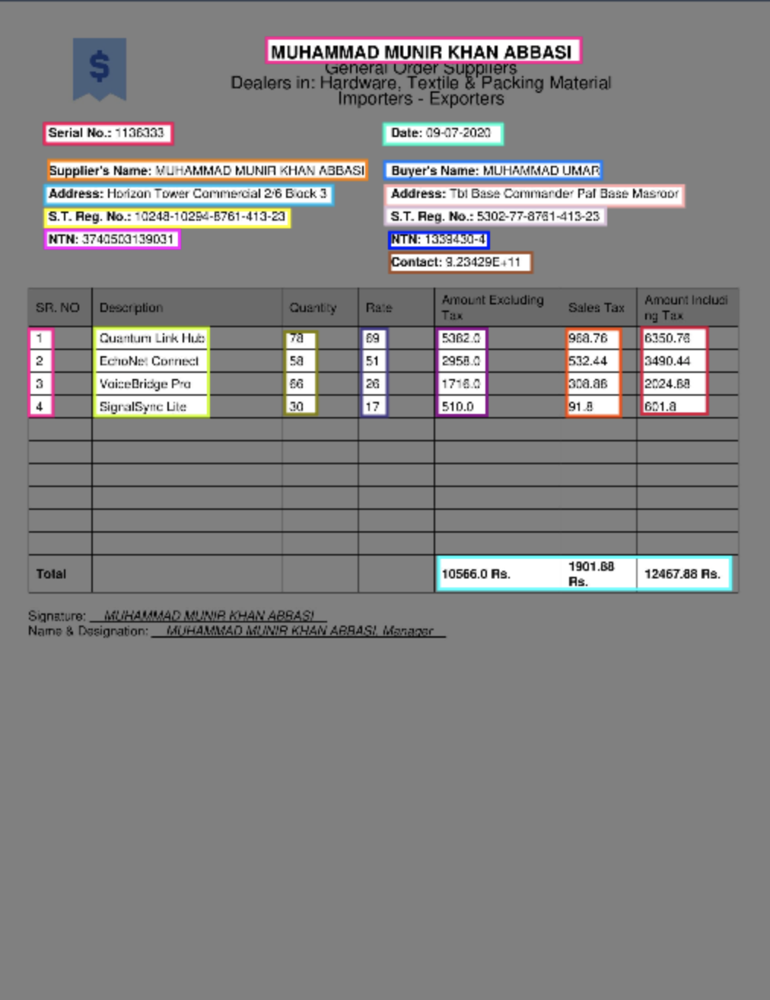 $
MUHAMMAD MUNIR KHAN ABBASI
General Order Suppliers
Dealers in: Hardware, Textile & Packing Material
Importers - Exporters
Serial No.: 1136333 Date: 09-07-2020
Supplier's Name: MUHAMMAD MUNIR KHAN ABBASI Buyer's Name: MUHAMMAD UMAR
Address: Horizon Tower Commercial 2/6 Block 3 Address: Tbt Base Commander Paf Base Masroor
S.T. Reg. No.: 10248-10294-8761-413-23 S.T. Reg. No.: 5302-77-8761-413-23
NTN: 3740503139031 NTN: 1339430-4
Contact: 9.23429E+11
SR. NO Description Quantity Rate Amount Excluding Tax Sales Tax Amount Includi ng Tax
1 Quantum Link Hub 78 69 5382.0 968.76 6350.76
2 EchoNet Connect 58 51 2958.0 532.44 3490.44
3 VoiceBridge Pro 66 26 1716.0 308.88 2024.88
4 SignalSync Lite 30 17 510.0 91.8 601.8
Total 10566.0 Rs. 1901.88 Rs. 12467.88 Rs.
Signature: MUHAMMAD MUNIR KHAN ABBASI
Name & Designation: MUHAMMAD MUNIR KHAN ABBASI, Manager